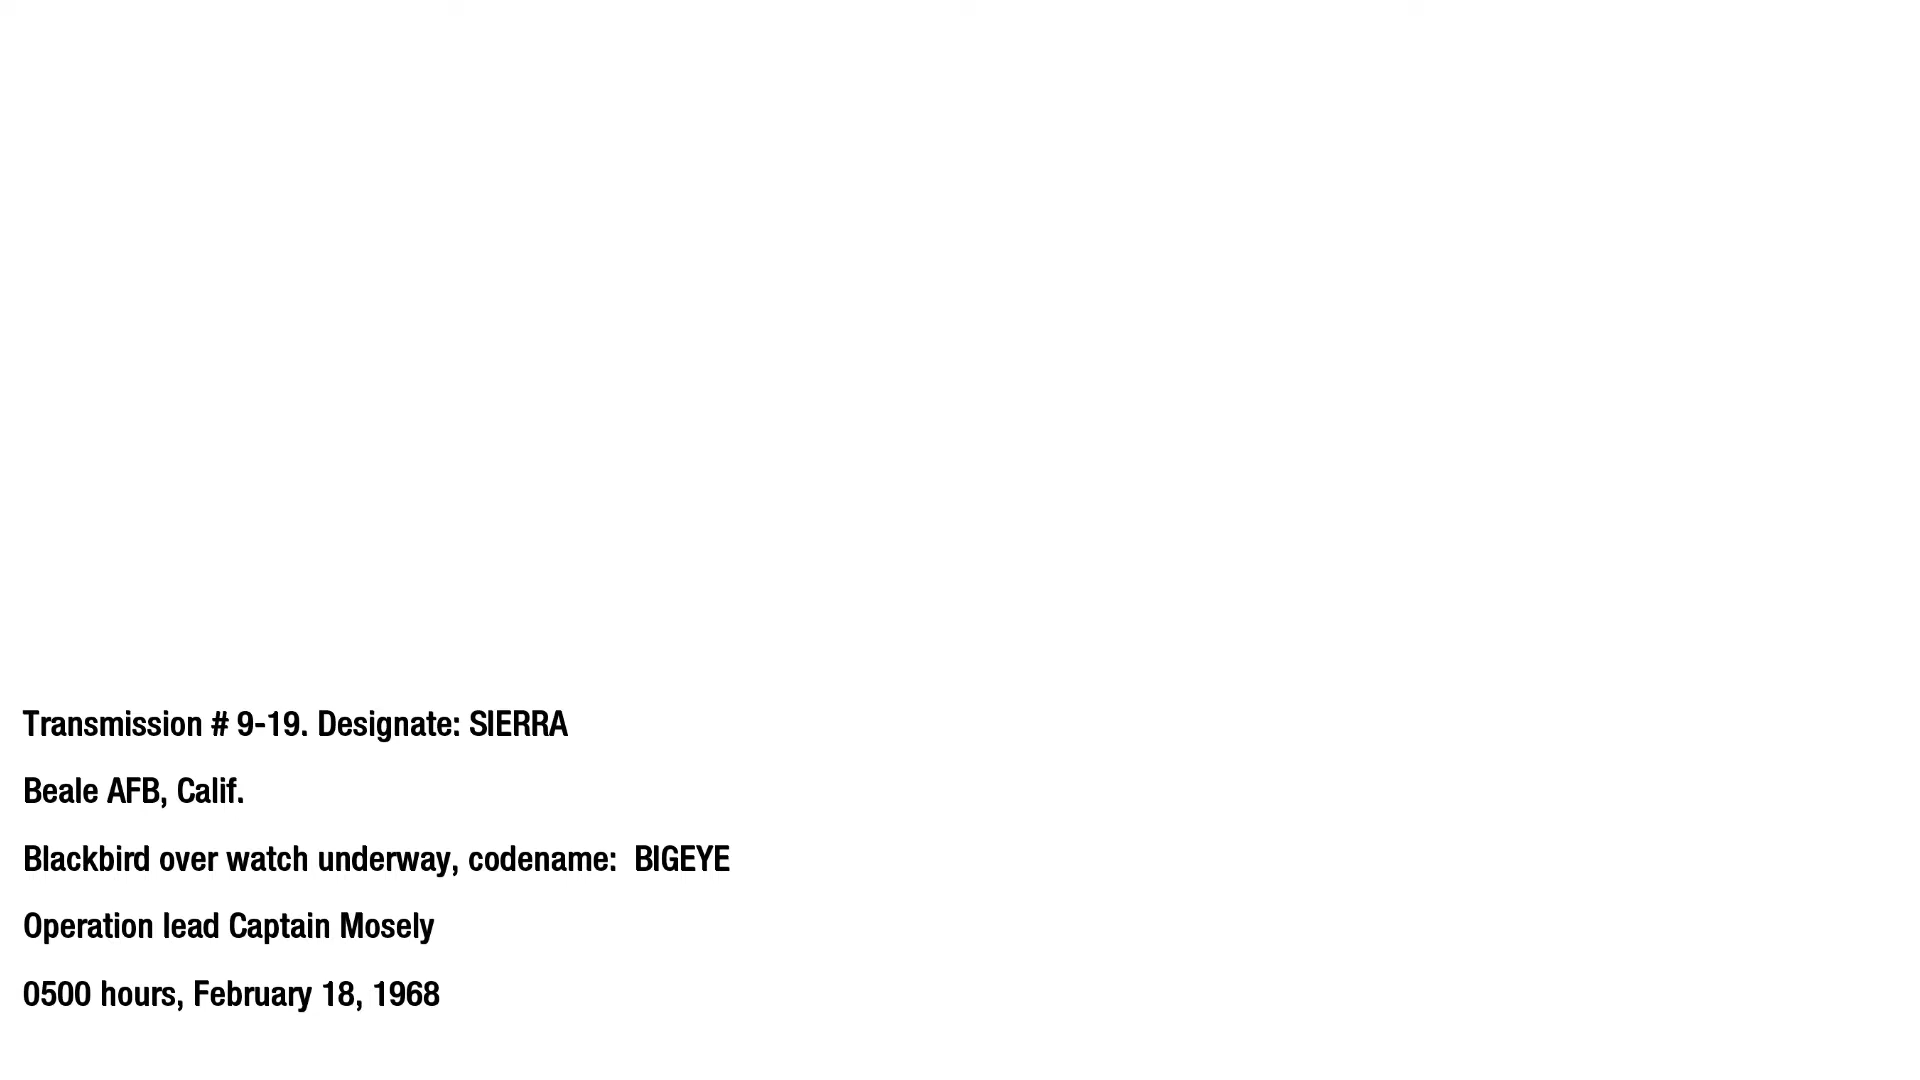 Transmission # 9-19. Designate: SIERRA
Beale AFB, Calif.
Blackbird over watch underway, codename:  BIGEYE
Operation lead Captain Mosely
0500 hours, February 18, 1968